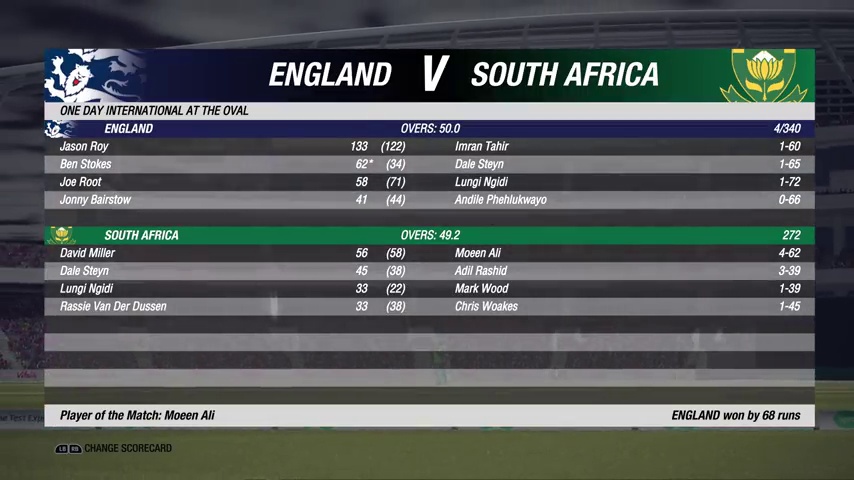 ENGLAND V SOUTH AFRICA
ONE DAY INTERNATIONAL AT THE OVAL
ENGLAND OVERS: 50.0 4/340
Jason Roy 133 (122) Imran Tahir 1-60
Ben Stokes 62* (34) Dale Steyn 1-65
Joe Root 58 (71) Lungi Ngidi 1-72
Jonny Bairstow 41 (44) Andile Phehlukwayo 0-66
SOUTH AFRICA OVERS: 49.2 272
David Miller 56 (58) Moeen Ali 4-62
Dale Steyn 45 (38) Adil Rashid 3-39
Lungi Ngidi 33 (22) Mark Wood 1-39
Rassie Van Der Dussen 33 (38) Chris Woakes 1-45
Player of the Match: Moeen Ali ENGLAND won by 68 runs
LB RB CHANGE SCORECARD